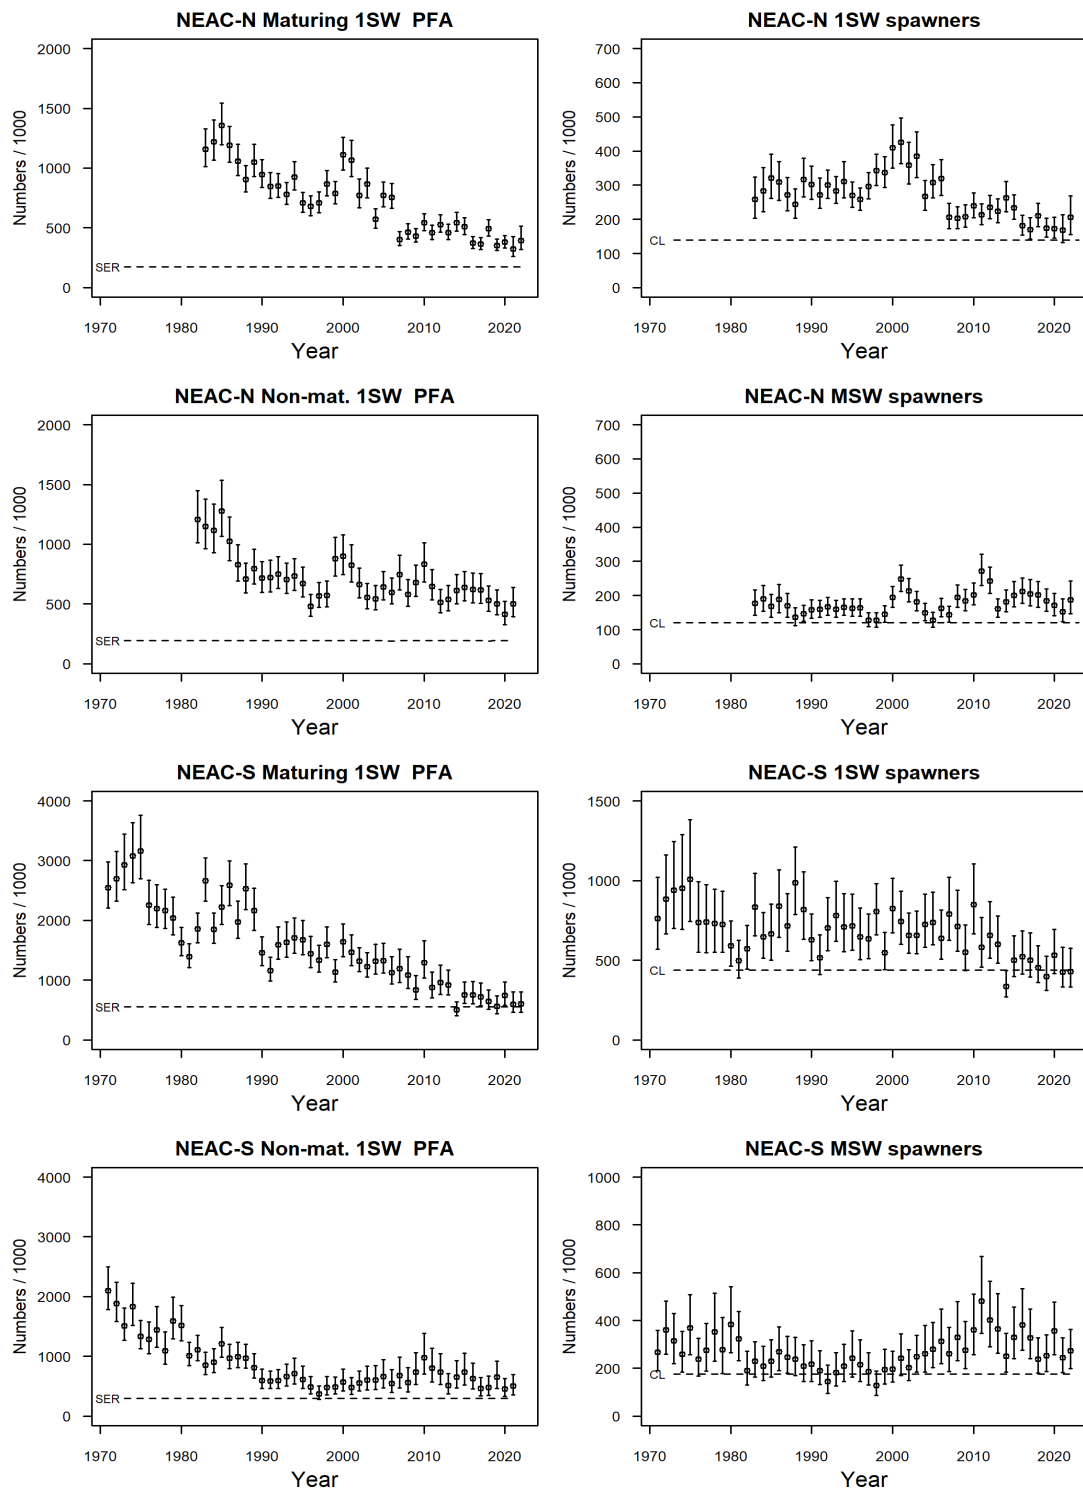 NEAC-N Maturing 1SW PFA
Numbers / 1000
2000
1500
1000
500
0
SER
1970 1980 1990 2000 2010 2020
Year
NEAC-N 1SW spawners
Numbers / 1000
700
600
500
400
300
200
100
0
CL
1970 1980 1990 2000 2010 2020
Year
NEAC-N Non-mat. 1SW PFA
Numbers / 1000
2000
1500
1000
500
0
SER
1970 1980 1990 2000 2010 2020
Year
NEAC-N MSW spawners
Numbers / 1000
700
600
500
400
300
200
100
0
CL
1970 1980 1990 2000 2010 2020
Year
NEAC-S Maturing 1SW PFA
Numbers / 1000
4000
3000
2000
1000
0
SER
1970 1980 1990 2000 2010 2020
Year
NEAC-S 1SW spawners
Numbers / 1000
1500
1000
500
0
CL
1970 1980 1990 2000 2010 2020
Year
NEAC-S Non-mat. 1SW PFA
Numbers / 1000
4000
3000
2000
1000
0
SER
1970 1980 1990 2000 2010 2020
Year
NEAC-S MSW spawners
Numbers / 1000
1000
800
600
400
200
0
CL
1970 1980 1990 2000 2010 2020
Year